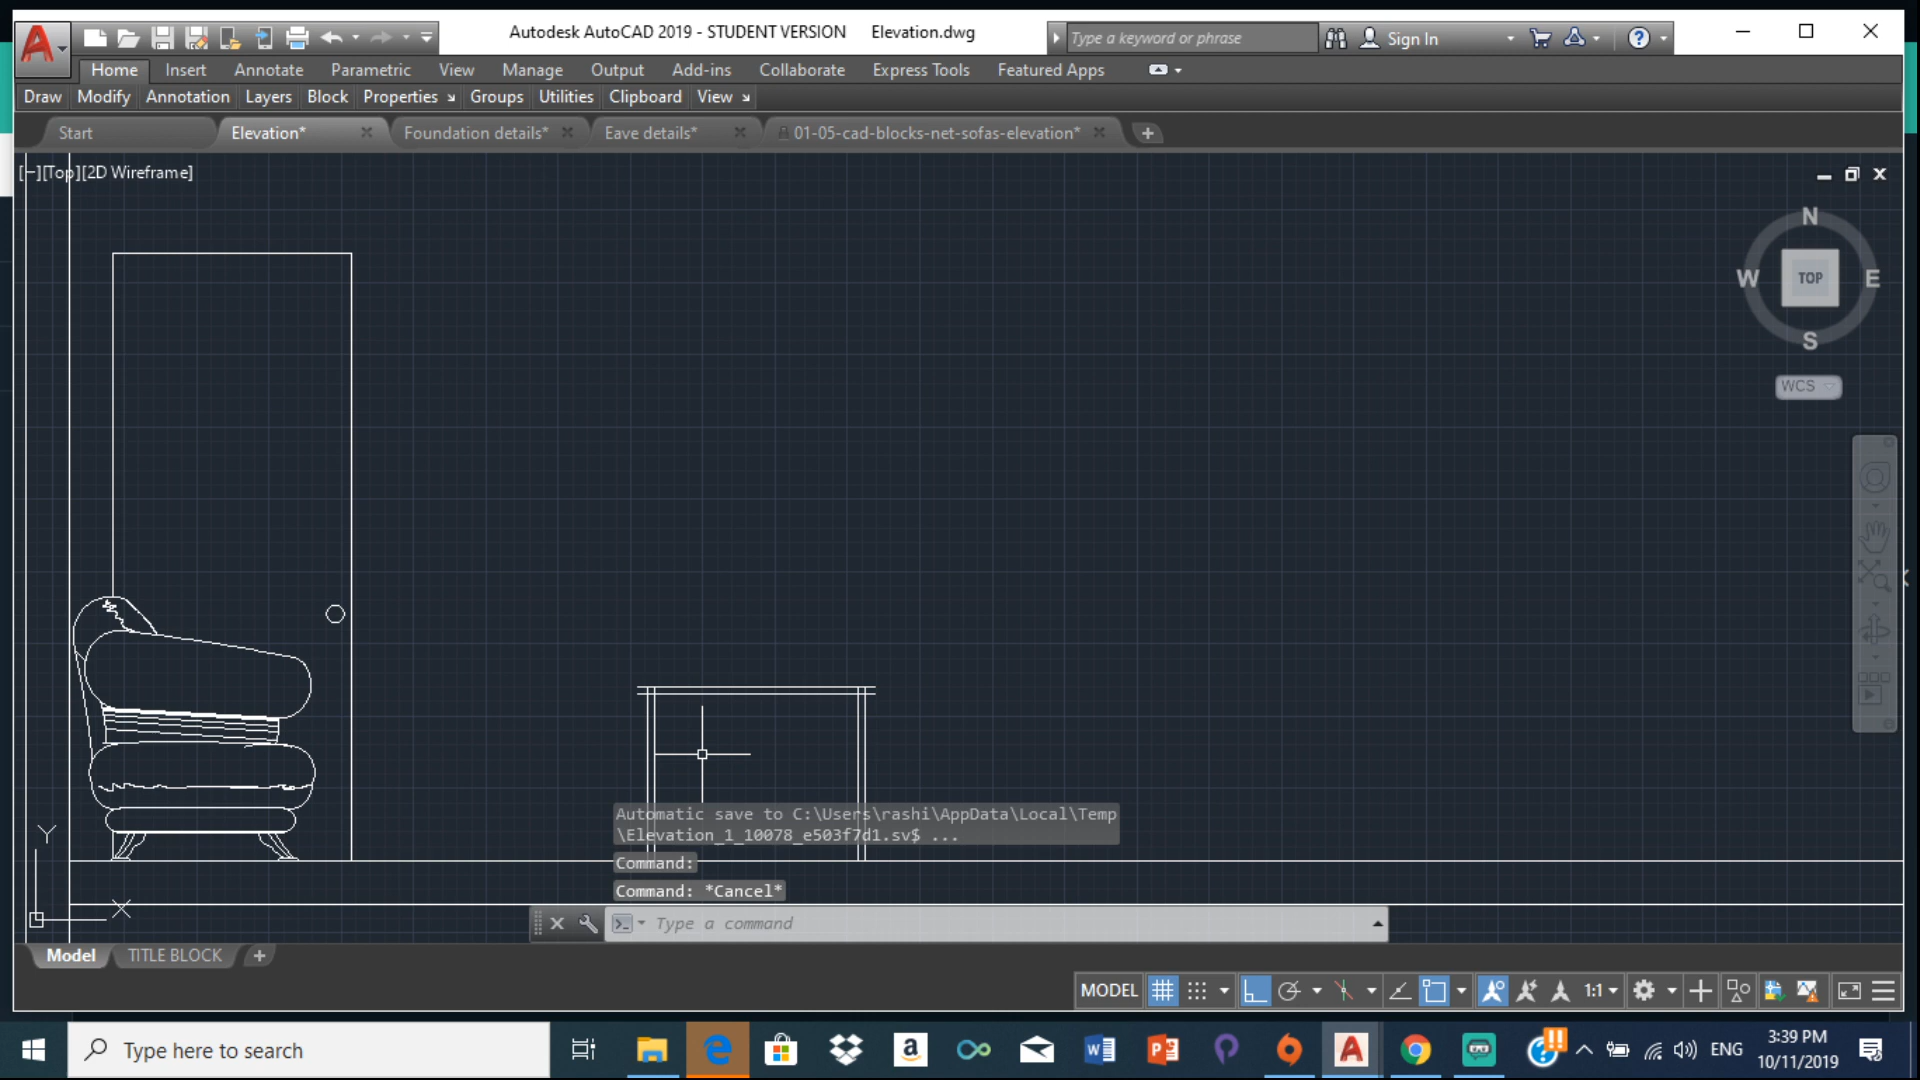 Autodesk AutoCAD 2019 - STUDENT VERSION Elevation.dwg
Type a keyword or phrase
Sign In
Home Insert Annotate Parametric View Manage Output Add-ins Collaborate Express Tools Featured Apps
Draw Modify Annotation Layers Block Properties Groups Utilities Clipboard View
Start Elevation* Foundation details* Eave details* 01-05-cad-blocks-net-sofas-elevation*
[−][Top][2D Wireframe]
N
W TOP E
S
WCS
Automatic save to C:\Users\rashi\AppData\Local\Temp
\Elevation_1_10078_e503f7d1.sv$ ...
Command:
Command: *Cancel*
Type a command
Y
X
Model TITLE BLOCK
MODEL 1:1
Type here to search
ENG
3:39 PM
10/11/2019